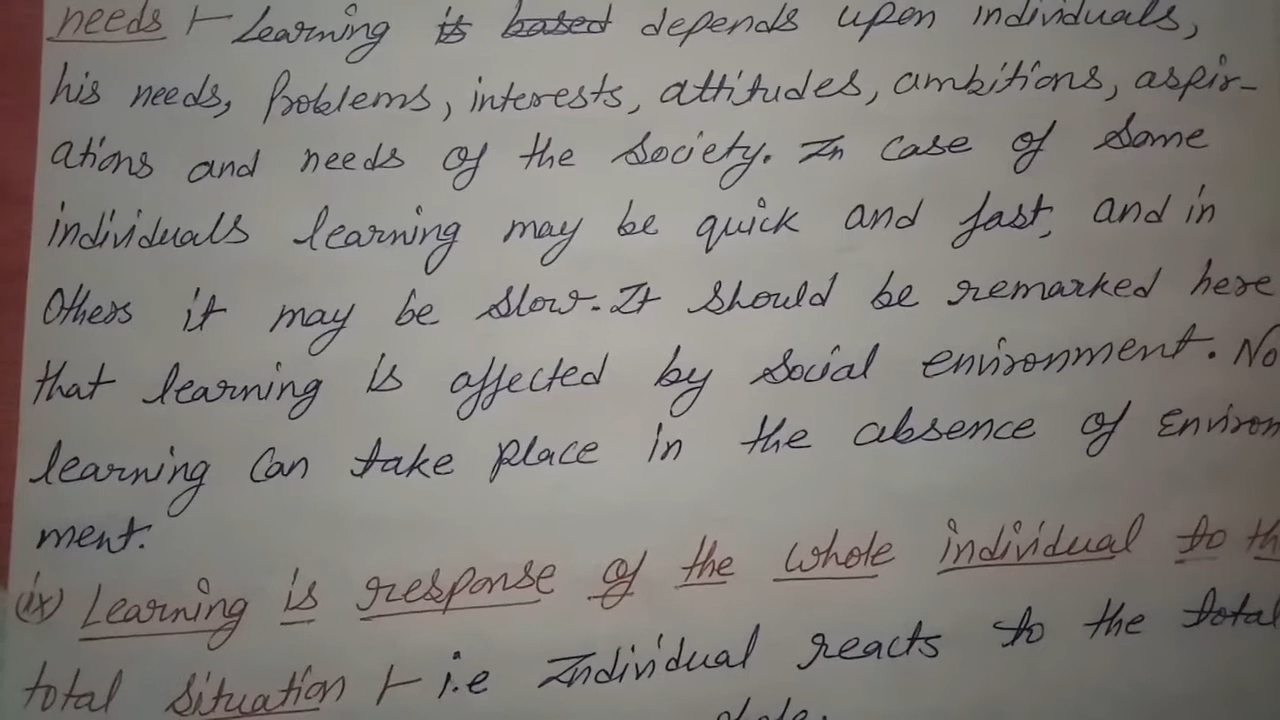 needs :- Learning is based depends upon individuals,
his needs, Problems, interests, attitudes, ambitions, aspir-
ations and needs of the Society. In case of Some
individuals learning may be quick and fast, and in
Others it may be Slow. It Should be remarked here
that learning is affected by Social environment. No
learning Can take place in the absence of Environ
ment.
(ix) Learning is response of the whole individual to th
total Situation :- i.e Individual reacts to the total